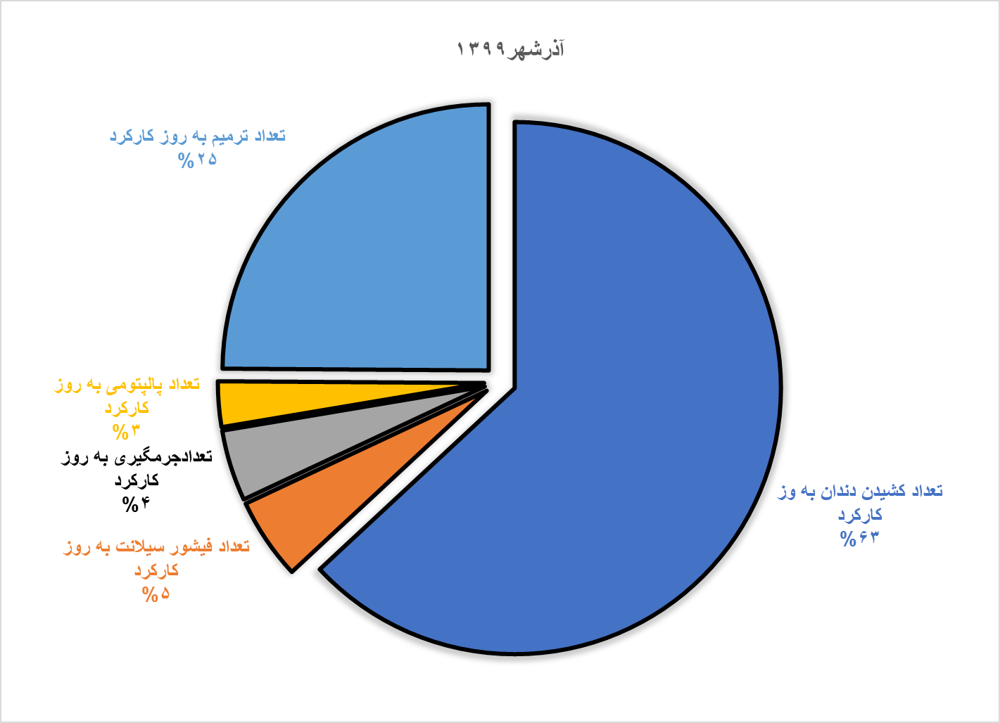 آذرشهر۱۳۹۹
تعداد ترمیم به روز کارکرد
%۲۵
تعداد پالپتومی به روز
کارکرد
%۳
تعدادجرمگیری به روز
کارکرد
%۴
تعداد فیشور سیلانت به روز
کارکرد
%۵
تعداد کشیدن دندان به وز
کارکرد
%۶۳